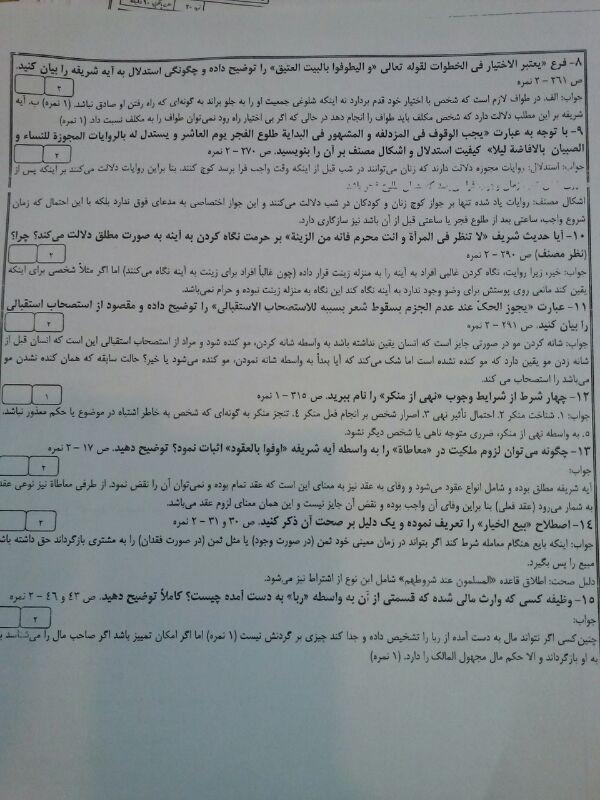 ۸- فرع «یعتبر الاختیار فی الخطوات لقوله تعالی «و الیطوفوا بالبیت العتیق» را توضیح داده و چگونگی استدلال به آیه شریفه را بیان کنید.
ص ۲۶۱ - ۲ نمره
۲
جواب: الف. در طواف لازم است که شخص با اختیار خود قدم بردارد نه اینکه شلوغی جمعیت او را به جلو براند به گونه‌ای که راه رفتن او صادق نباشد. (۱ نمره) ب. آیه
شریفه بر این مطلب دلالت دارد که شخص مکلف باید طواف را انجام دهد در حالی که اگر بی اختیار راه رود نمی‌توان طواف را به مکلف نسبت داد. (۱ نمره)
۹- با توجه به عبارت «یجب الوقوف فی المزدلفه و المشهور فی البدایة طلوع الفجر یوم العاشر و یستدل له بالروایات المجوزة للنساء و
الصبیان بالافاضة لیلا» کیفیت استدلال و اشکال مصنف بر آن را بنویسید. ص ۲۷۰ - ۲ نمره
۲
جواب: استدلال: روایات مجوزه دلالت دارند که زنان می‌توانند در شب قبل از اینکه وقت واجب فرا برسد کوچ کنند. بنا براین روایات دلالت می‌کنند بر اینکه پس از
اشکال مصنف: روایات یاد شده تنها بر جواز کوچ زنان و کودکان در شب دلالت می‌کنند و این جواز اختصاصی به مدعای فوق ندارد بلکه با این احتمال که زمان
شروع واجب، ساعتی بعد از طلوع فجر یا ساعتی قبل از آن باشد نیز سازگاری دارد.
۱۰- آیا حدیث شریف «لا تنظر فی المرأة و انت محرم فانه من الزینة» بر حرمت نگاه کردن به آینه به صورت مطلق دلالت می‌کند؟ چرا؟
(نظر مصنف) ص ۲۹۰ - ۲ نمره
۲
جواب: خیر، زیرا روایت، نگاه کردن غالبی افراد به آینه را به منزله زینت قرار داده (چون غالباً افراد برای زینت به آینه نگاه می‌کنند) اما اگر مثلاً شخصی برای اینکه
یقین کند مانعی روی پوستش برای وضو وجود ندارد به آینه نگاه کند این نگاه به منزله زینت نبوده و حرام نمی‌باشد.
۱۱- عبارت «یجوز الحکّ عند عدم الجزم بسقوط شعر بسببه للاستصحاب الاستقبالی» را توضیح داده و مقصود از استصحاب استقبالی
را بیان کنید. ص ۲۹۱ - ۲ نمره
۲
جواب: شانه کردن مو در صورتی جایز است که انسان یقین نداشته باشد به واسطه شانه کردن، مو کنده شود و مراد از استصحاب استقبالی این است که انسان قبل از
شانه زدن مو یقین دارد که مو کنده نشده است اما شک می‌کند که آیا بعداً به واسطه شانه نمودن، مو کنده می‌شود یا خیر؟ حالت سابقه که همان کنده نشدن مو
می‌باشد را استصحاب می کند.
۱۲- چهار شرط از شرایط وجوب «نهی از منکر» را نام ببرید. ص ۳۱۵ - ۱ نمره
۱
جواب: ۱. شناخت منکر ۲. احتمال تأثیر نهی ۳. اصرار شخص بر انجام فعل منکر ۴. تنجز منکر به گونه‌ای که شخص به خاطر اشتباه در موضوع یا حکم معذور نباشد.
۵. به واسطه نهی از منکر، ضرری متوجه ناهی یا شخص دیگر نشود.
۱۳- چگونه می‌توان لزوم ملکیت در «معاطاة» را به واسطه آیه شریفه «اوفوا بالعقود» اثبات نمود؟ توضیح دهید. ص ۱۷ - ۲ نمره
۲
جواب:
آیه شریفه مطلق بوده و شامل انواع عقود می‌شود و وفای به عقد نیز به معنای این است که عقد تمام بوده و نمی‌توان آن را نقض نمود. از طرفی معاطاة نیز نوعی عقد
به شمار می‌رود (عقد فعلی) بنا براین وفای آن واجب بوده و نقض آن جایز نیست و این همان معنای لزوم عقد می‌باشد.
۱۴- اصطلاح «بیع الخیار» را تعریف نموده و یک دلیل بر صحت آن ذکر کنید. ص ۳۰ و ۳۱ - ۲ نمره
۲
جواب: اینکه بایع هنگام معامله شرط کند اگر بتواند در زمان معینی خود ثمن (در صورت وجود) یا مثل ثمن (در صورت فقدان) را به مشتری بازگرداند حق داشته باشد
مبیع را پس بگیرد.
دلیل صحت: اطلاق قاعده «المسلمون عند شروطهم» شامل این نوع از اشتراط نیز می‌شود.
۱۵- وظیفه کسی که وارث مالی شده که قسمتی از آن به واسطه «ربا» به دست آمده چیست؟ کاملاً توضیح دهید. ص ۴۳ و ۴۶ - ۲ نمره
۲
جواب:
چنین کسی اگر نتواند مال به دست آمده از ربا را تشخیص داده و جدا کند چیزی بر گردنش نیست (۱ نمره) اما اگر امکان تمییز باشد اگر صاحب مال را می‌شناسد
به او بازگرداند و الا حکم مال مجهول المالک را دارد. (۱ نمره)